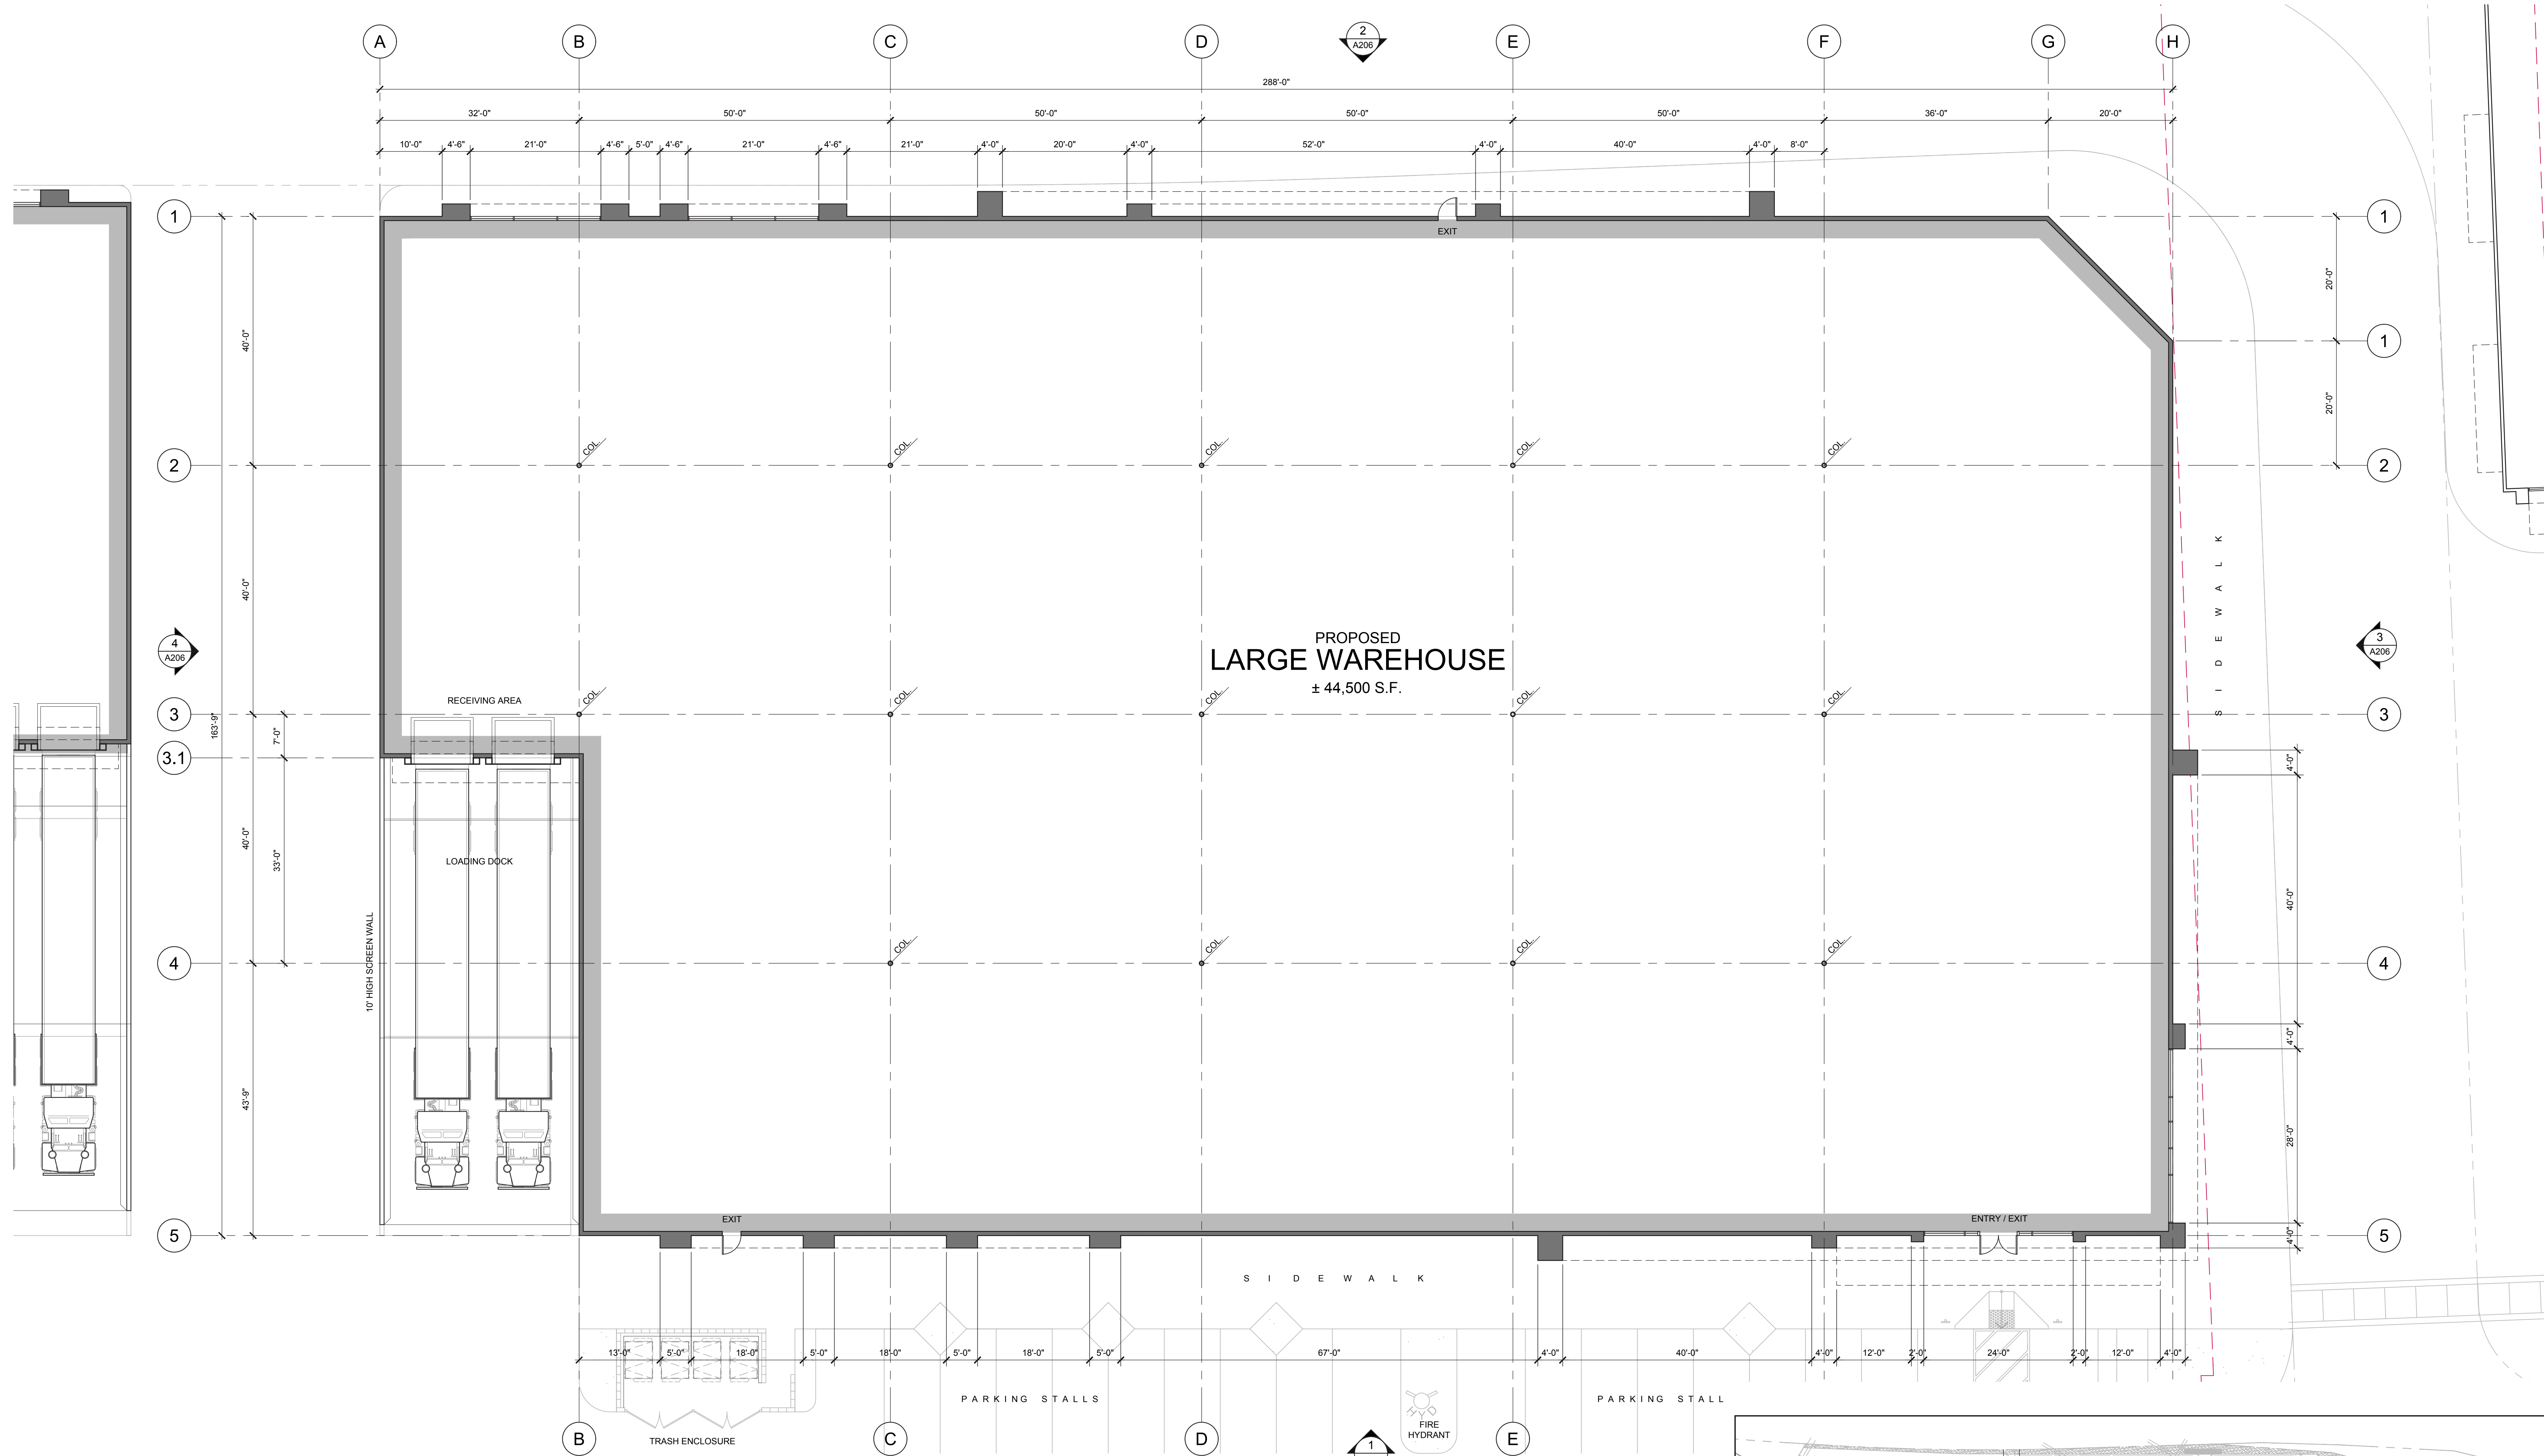 A B C D E F G H
2
A206
288'-0"
32'-0" 50'-0" 50'-0" 50'-0" 50'-0" 36'-0" 20'-0"
10'-0" 4'-6" 21'-0" 4'-6" 5'-0" 4'-6" 21'-0" 4'-6" 21'-0" 4'-0" 20'-0" 4'-0" 52'-0" 4'-0" 40'-0" 4'-0" 8'-0"
1 1
EXIT
20'-0"
40'-0"
1
20'-0"
COL. COL. COL. COL. COL.
2 2
40'-0"
SIDEWALK
4
A206
PROPOSED
LARGE WAREHOUSE
± 44,500 S.F.
3
A206
RECEIVING AREA
COL. COL. COL. COL. COL.
3 3
163'-9"
7'-0"
3.1
4'-0"
40'-0"
33'-0"
LOADING DOCK
40'-0"
10' HIGH SCREEN WALL
COL. COL. COL. COL.
4 4
4'-0"
43'-9"
28'-0"
EXIT
ENTRY / EXIT
5 5
4'-0"
SIDEWALK
13'-0" 5'-0" 18'-0" 5'-0" 18'-0" 5'-0" 18'-0" 5'-0" 67'-0" 4'-0" 40'-0" 4'-0" 12'-0" 2'-0" 24'-0" 2'-0" 12'-0" 4'-0"
PARKING STALLS
PARKING STALL
HYD
FIRE
HYDRANT
TRASH ENCLOSURE
B C D E
1